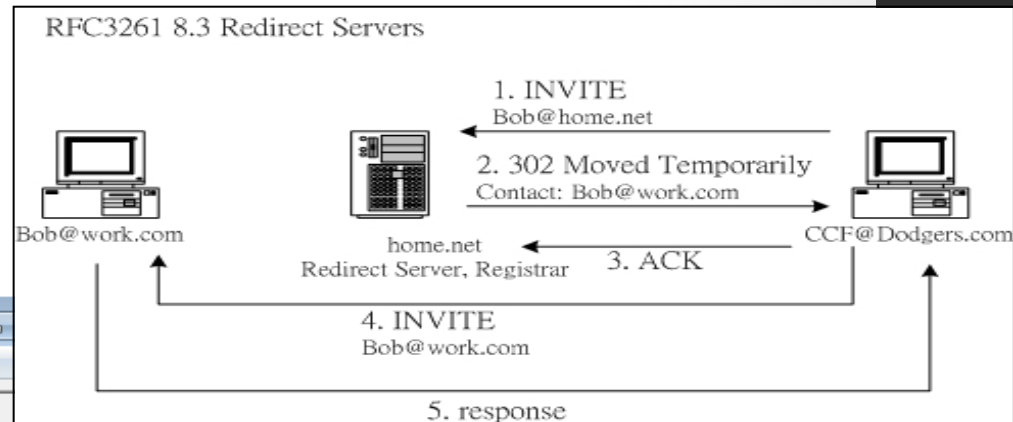 RFC3261 8.3 Redirect Servers
1. INVITE
Bob@home.net
2. 302 Moved Temporarily
Contact: Bob@work.com
Bob@work.com
home.net
Redirect Server, Registrar
CCF@Dodgers.com
3. ACK
4. INVITE
Bob@work.com
5. response